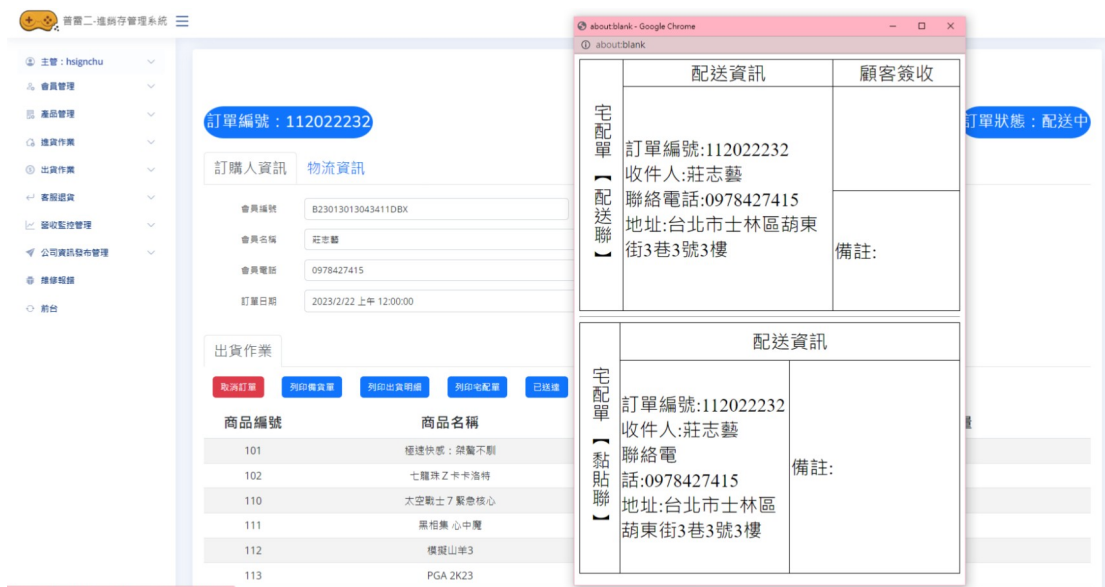 普雷二-進銷存管理系統
主管：hsignchu
會員管理
產品管理
進貨作業
出貨作業
客服退貨
營收監控管理
公司資訊發布管理
維修報錯
前台
訂單編號：112022232
訂單狀態：配送中
訂購人資訊
物流資訊
會員編號
B23013013043411DBX
會員名稱
莊志藝
會員電話
0978427415
訂單日期
2023/2/22 上午 12:00:00
出貨作業
取消訂單
列印備貨單
列印出貨明細
列印宅配單
已送達
商品編號
商品名稱
101
極速快感：桀驁不馴
102
七龍珠Z卡卡洛特
110
太空戰士7緊急核心
111
黑相集 心中魔
112
模擬山羊3
113
PGA 2K23
about:blank - Google Chrome
about:blank
宅配單【配送聯】
配送資訊
顧客簽收
訂單編號:112022232
收件人:莊志藝
聯絡電話:0978427415
地址:台北市士林區葫東
街3巷3號3樓
備註:
宅配單【黏貼聯】
配送資訊
訂單編號:112022232
收件人:莊志藝
聯絡電
話:0978427415
地址:台北市士林區
葫東街3巷3號3樓
備註: